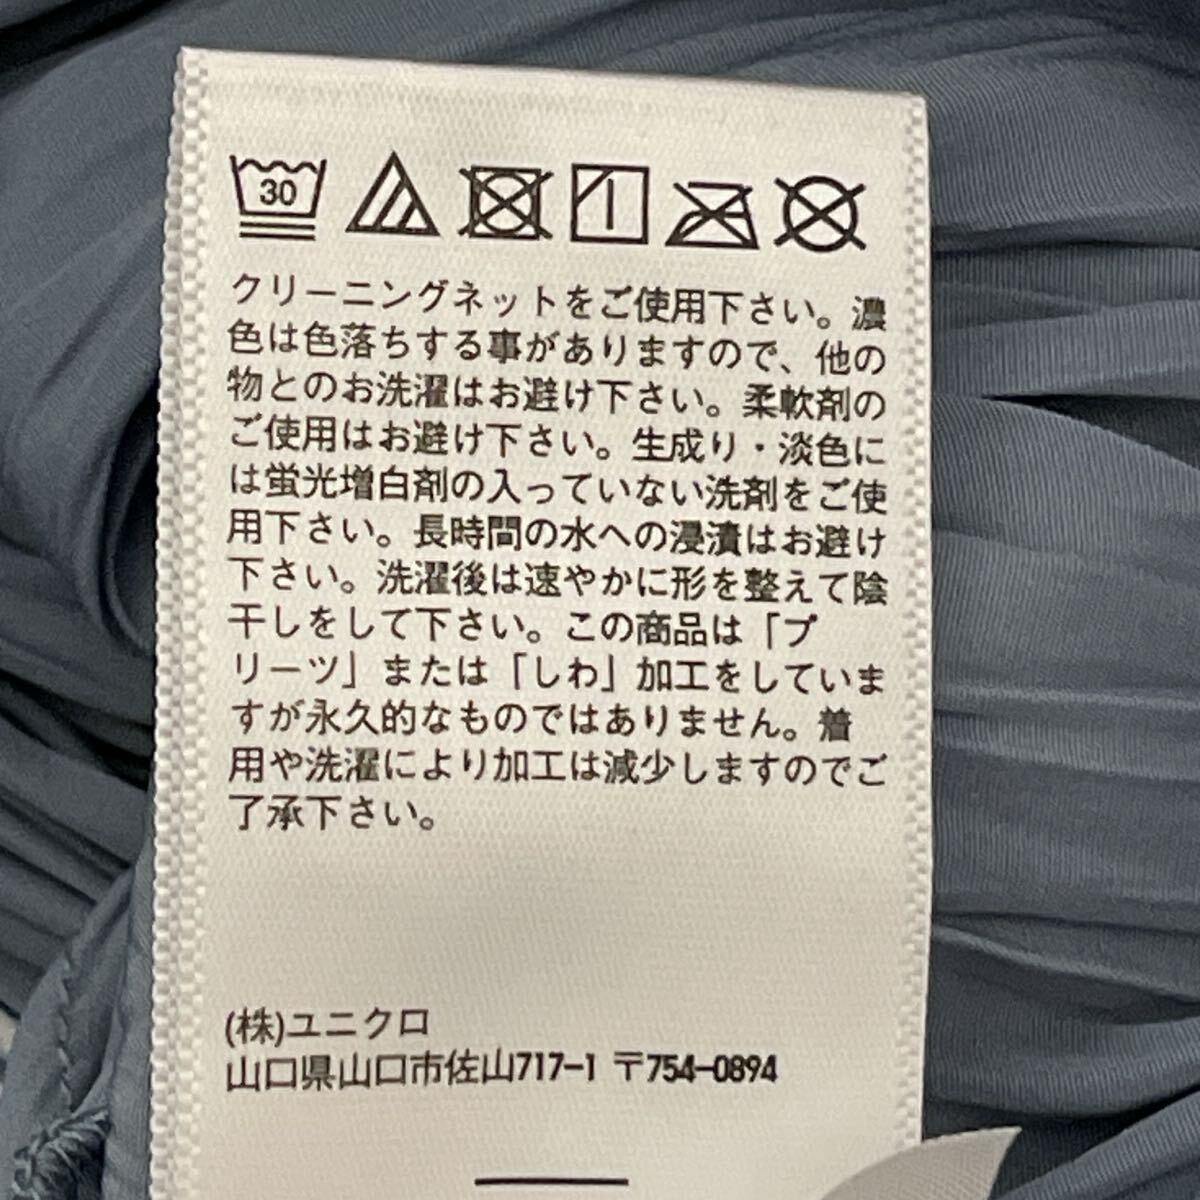 30
クリーニングネットをご使用下さい。濃
色は色落ちする事がありますので、他の
物とのお洗濯はお避け下さい。柔軟剤の
ご使用はお避け下さい。生成り・淡色に
は蛍光増白剤の入っていない洗剤をご使
用下さい。長時間の水への浸漬はお避け
下さい。洗濯後は速やかに形を整えて陰
干しをして下さい。この商品は「プ
リーツ」または「しわ」加工をしていま
すが永久的なものではありません。着
用や洗濯により加工は減少しますのでご
了承下さい。
(株)ユニクロ
山口県山口市佐山717-1 〒754-0894